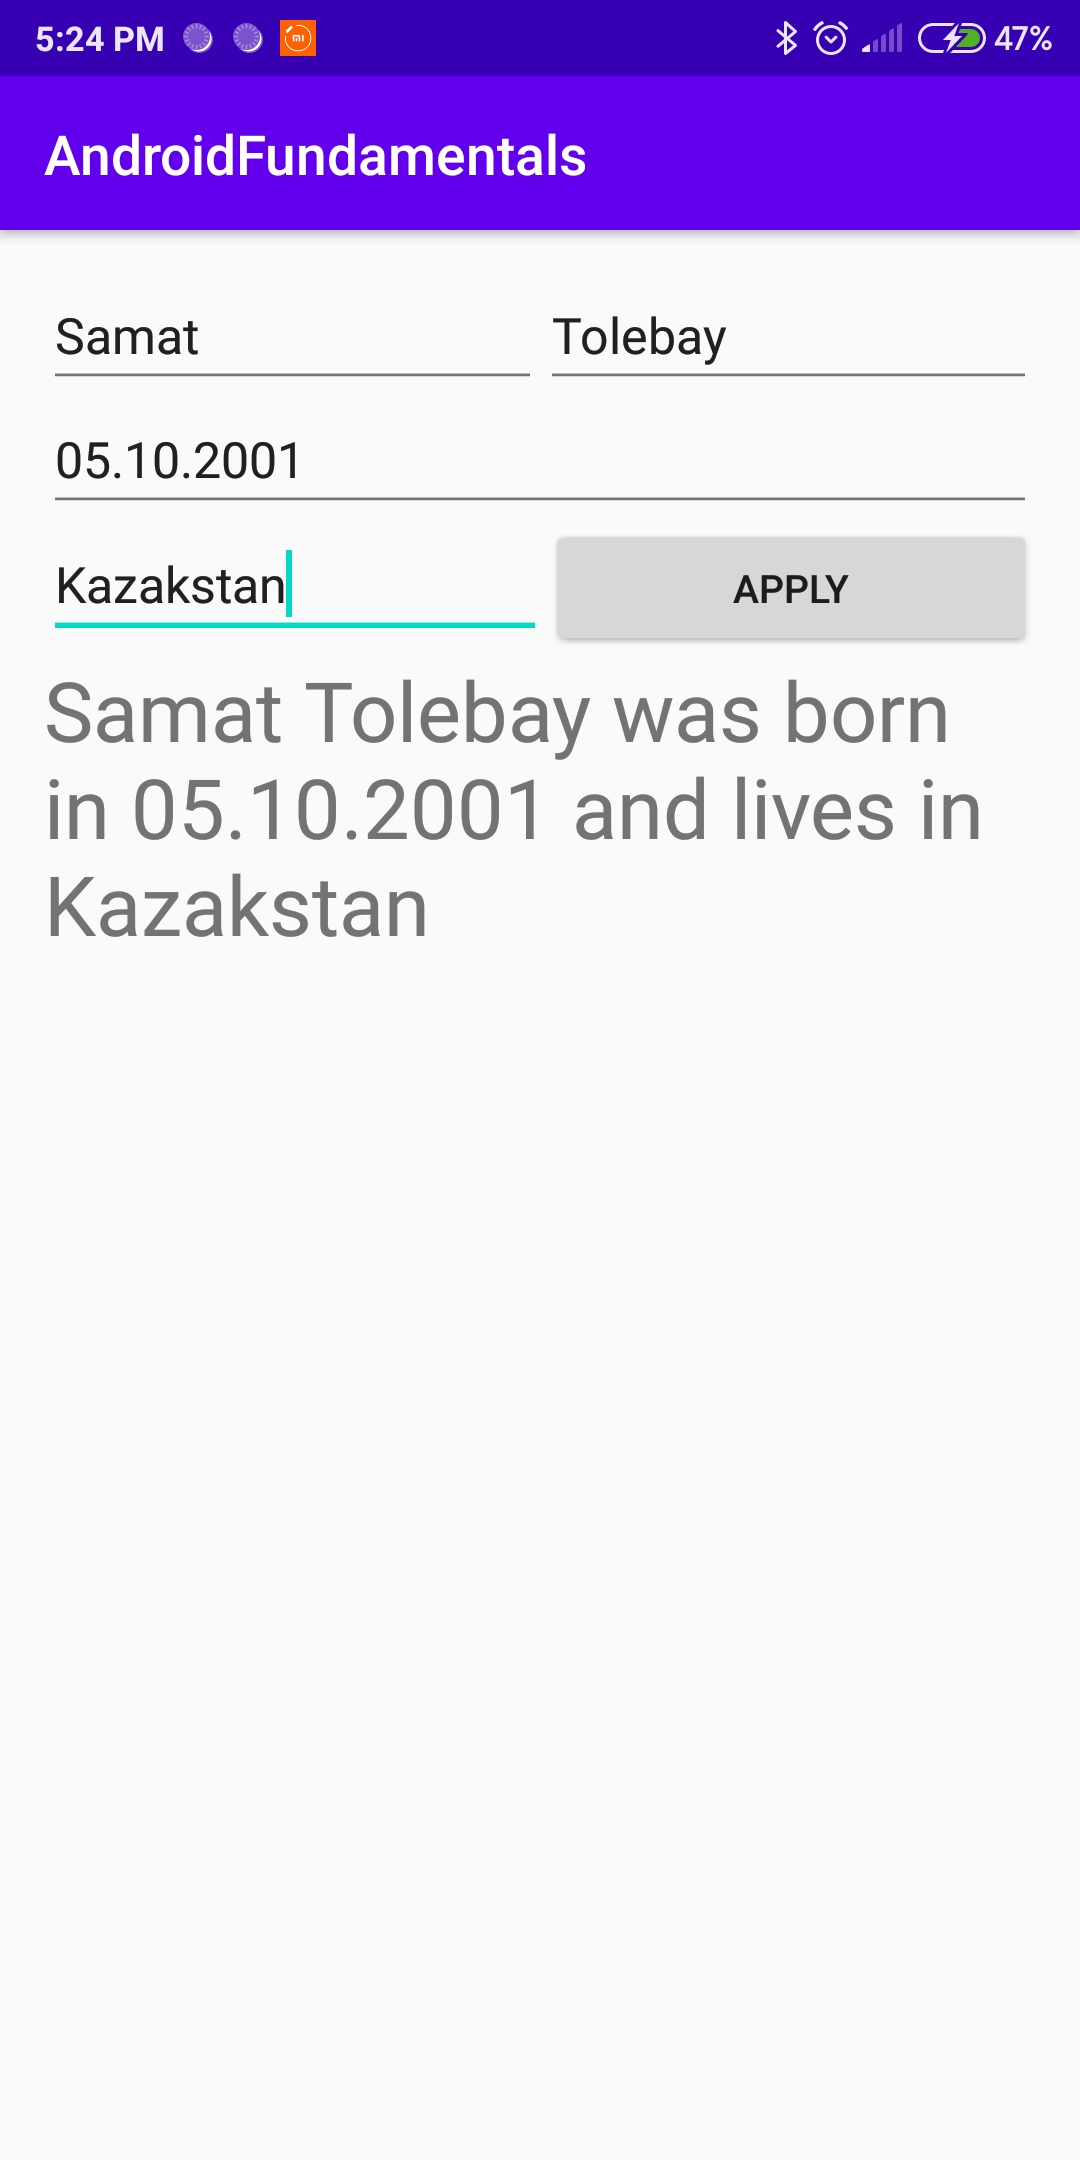 5:24 PM 47%
AndroidFundamentals
Samat Tolebay
05.10.2001
Kazakstan APPLY
Samat Tolebay was born
in 05.10.2001 and lives in
Kazakstan